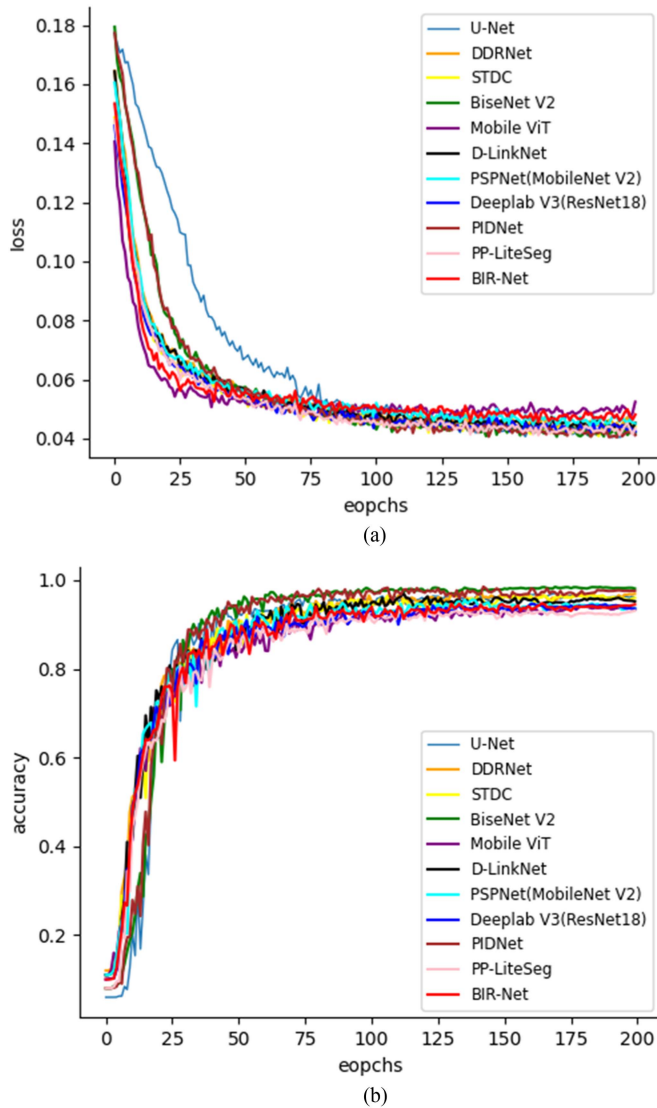 0.18
0.16
0.14
0.12
0.10
0.08
0.06
0.04
loss
U-Net
DDRNet
STDC
BiseNet V2
Mobile ViT
D-LinkNet
PSPNet(MobileNet V2)
Deeplab V3(ResNet18)
PIDNet
PP-LiteSeg
BIR-Net
0 25 50 75 100 125 150 175 200
eopchs
(a)
1.0
0.8
0.6
0.4
0.2
accuracy
U-Net
DDRNet
STDC
BiseNet V2
Mobile ViT
D-LinkNet
PSPNet(MobileNet V2)
Deeplab V3(ResNet18)
PIDNet
PP-LiteSeg
BIR-Net
0 25 50 75 100 125 150 175 200
eopchs
(b)